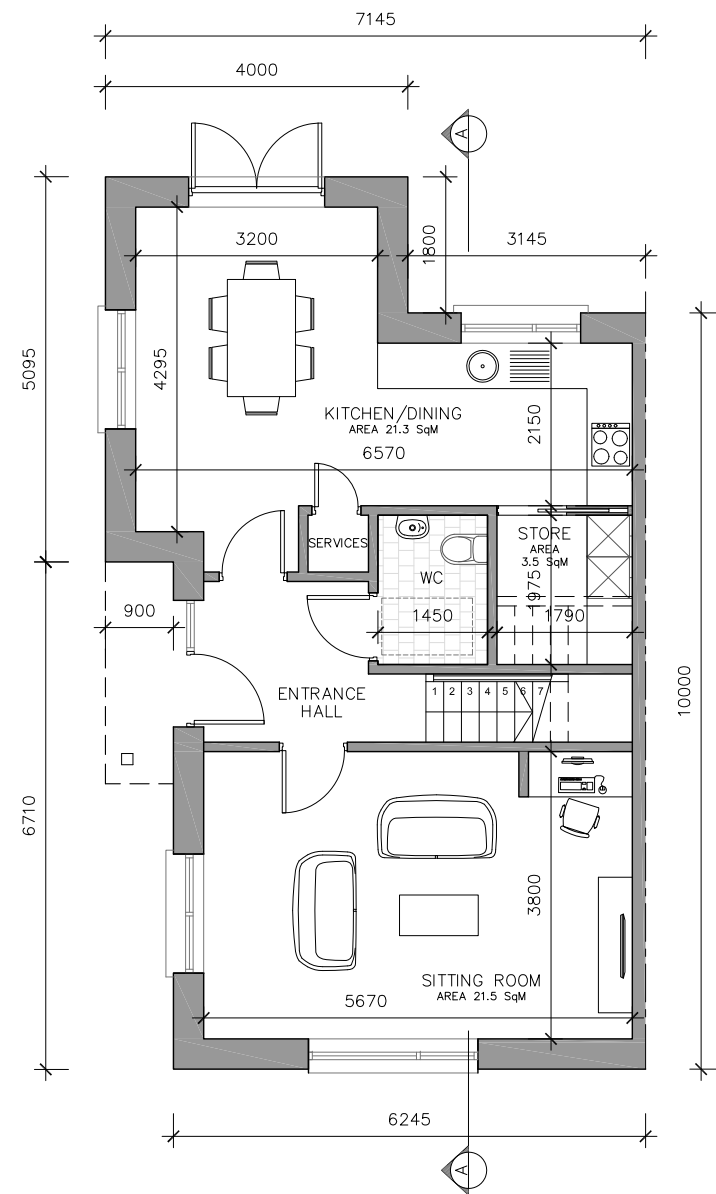 7145
4000
A
1800
3200
3145
5095
4295
KITCHEN/DINING
AREA 21.3 SqM
2150
6570
SERVICES
STORE
AREA
3.5 SqM
WC
1975
900
1450
1790
10000
ENTRANCE
HALL
1 2 3 4 5 6 7
6710
3800
SITTING ROOM
AREA 21.5 SqM
5670
6245
A